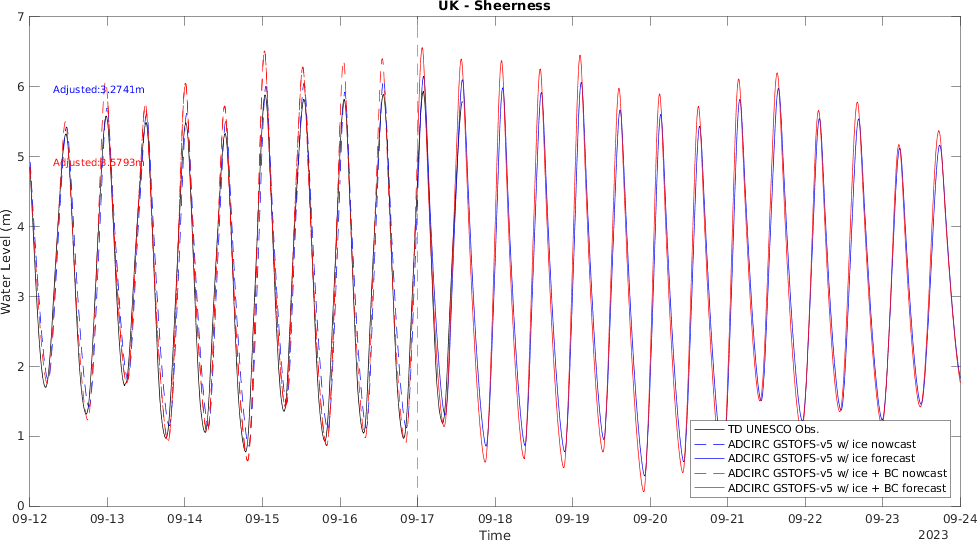 UK - Sheerness
7
6
5
4
3
2
1
0
Water Level (m)
Adjusted:3.2741m
Adjusted:3.5793m
TD UNESCO Obs.
ADCIRC GSTOFS-v5 w/ ice nowcast
ADCIRC GSTOFS-v5 w/ ice forecast
ADCIRC GSTOFS-v5 w/ ice + BC nowcast
ADCIRC GSTOFS-v5 w/ ice + BC forecast
09-12 09-13 09-14 09-15 09-16 09-17 09-18 09-19 09-20 09-21 09-22 09-23 09-24
Time
2023